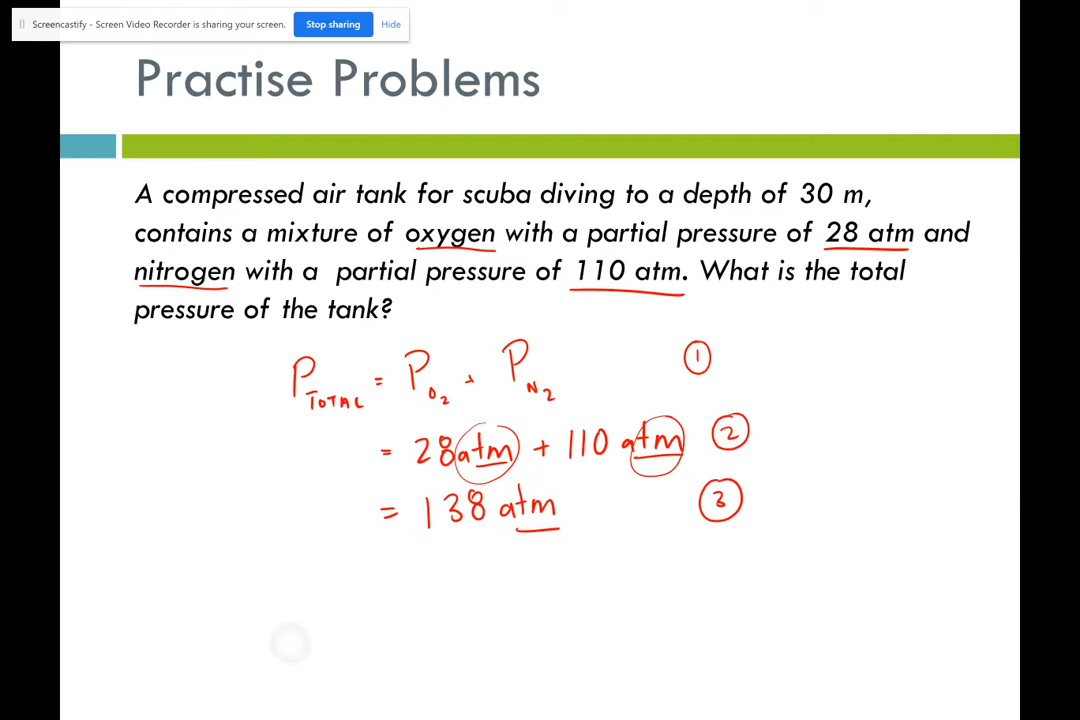 Screencastify - Screen Video Recorder is sharing your screen. Stop sharing Hide
Practise Problems
A compressed air tank for scuba diving to a depth of 30 m,
contains a mixture of oxygen with a partial pressure of 28 atm and
nitrogen with a partial pressure of 110 atm. What is the total
pressure of the tank?
P TOTAL = P O2 + P N2 ①
= 28 atm + 110 atm ②
= 138 atm ③